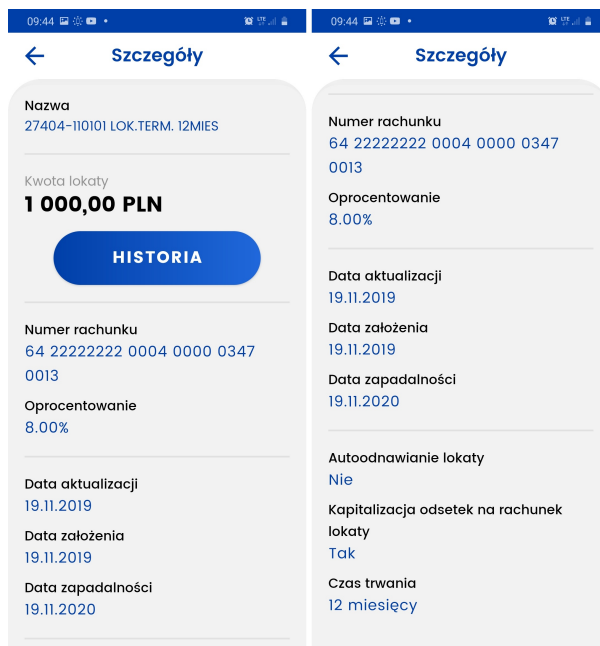 09:44
LTE
Szczegóły
Nazwa
27404-110101 LOK.TERM. 12MIES
Kwota lokaty
1 000,00 PLN
HISTORIA
Numer rachunku
64 22222222 0004 0000 0347
0013
Oprocentowanie
8.00%
Data aktualizacji
19.11.2019
Data założenia
19.11.2019
Data zapadalności
19.11.2020
09:44
LTE
Szczegóły
Numer rachunku
64 22222222 0004 0000 0347
0013
Oprocentowanie
8.00%
Data aktualizacji
19.11.2019
Data założenia
19.11.2019
Data zapadalności
19.11.2020
Autoodnawianie lokaty
Nie
Kapitalizacja odsetek na rachunek
lokaty
Tak
Czas trwania
12 miesięcy